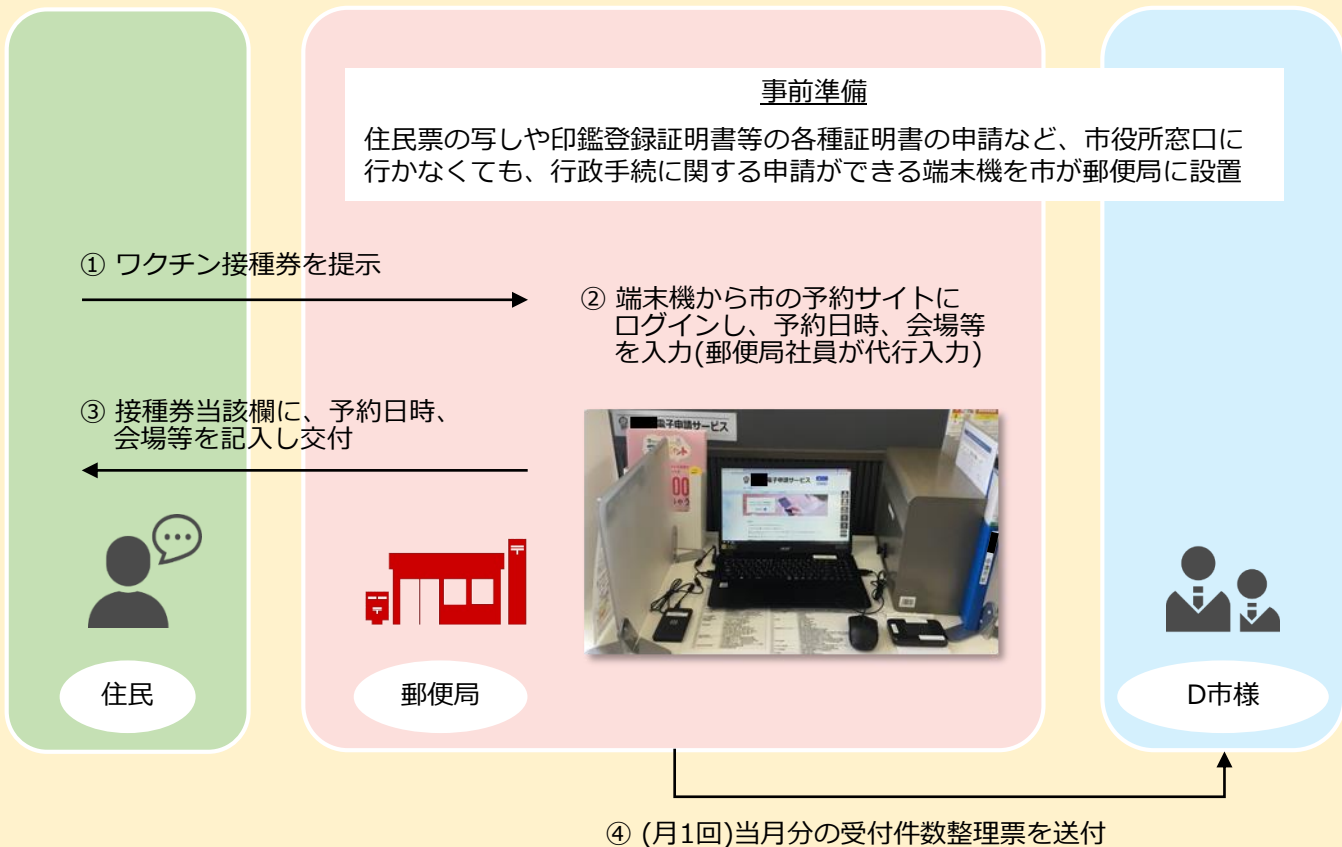 事前準備
住民票の写しや印鑑登録証明書等の各種証明書の申請など、市役所窓口に
行かなくても、行政手続に関する申請ができる端末機を市が郵便局に設置
① ワクチン接種券を提示
② 端末機から市の予約サイトに
ログインし、予約日時、会場等
を入力(郵便局社員が代行入力)
③ 接種券当該欄に、予約日時、
会場等を記入し交付
電子申請サービス
電子申請サービス
住民
郵便局
D市様
④ (月1回)当月分の受付件数整理票を送付